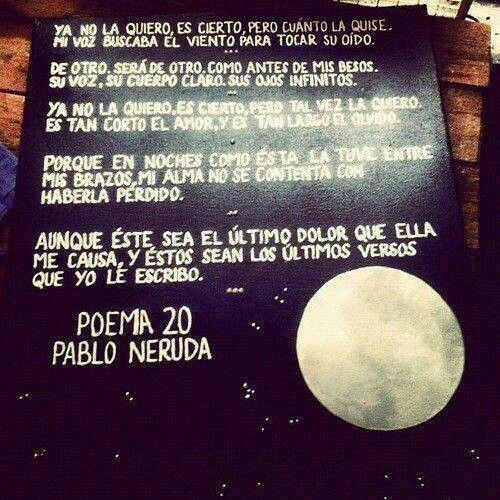 YA NO LA QUIERO, ES CIERTO, PERO CUÁNTO LA QUISE.
MI VOZ BUSCABA EL VIENTO PARA TOCAR SU OÍDO.
...
DE OTRO. SERÁ DE OTRO. COMO ANTES DE MIS BESOS.
SU VOZ, SU CUERPO CLARO. SUS OJOS INFINITOS.
...
YA NO LA QUIERO, ES CIERTO, PERO TAL VEZ LA QUIERO.
ES TAN CORTO EL AMOR, Y ES TAN LARGO EL OLVIDO.
...
PORQUE EN NOCHES COMO ÉSTA LA TUVE ENTRE
MIS BRAZOS, MI ALMA NO SE CONTENTA CON
HABERLA PERDIDO.
...
AUNQUE ÉSTE SEA EL ÚLTIMO DOLOR QUE ELLA
ME CAUSA, Y ÉSTOS SEAN LOS ÚLTIMOS VERSOS
QUE YO LE ESCRIBO.
...
POEMA 20
PABLO NERUDA